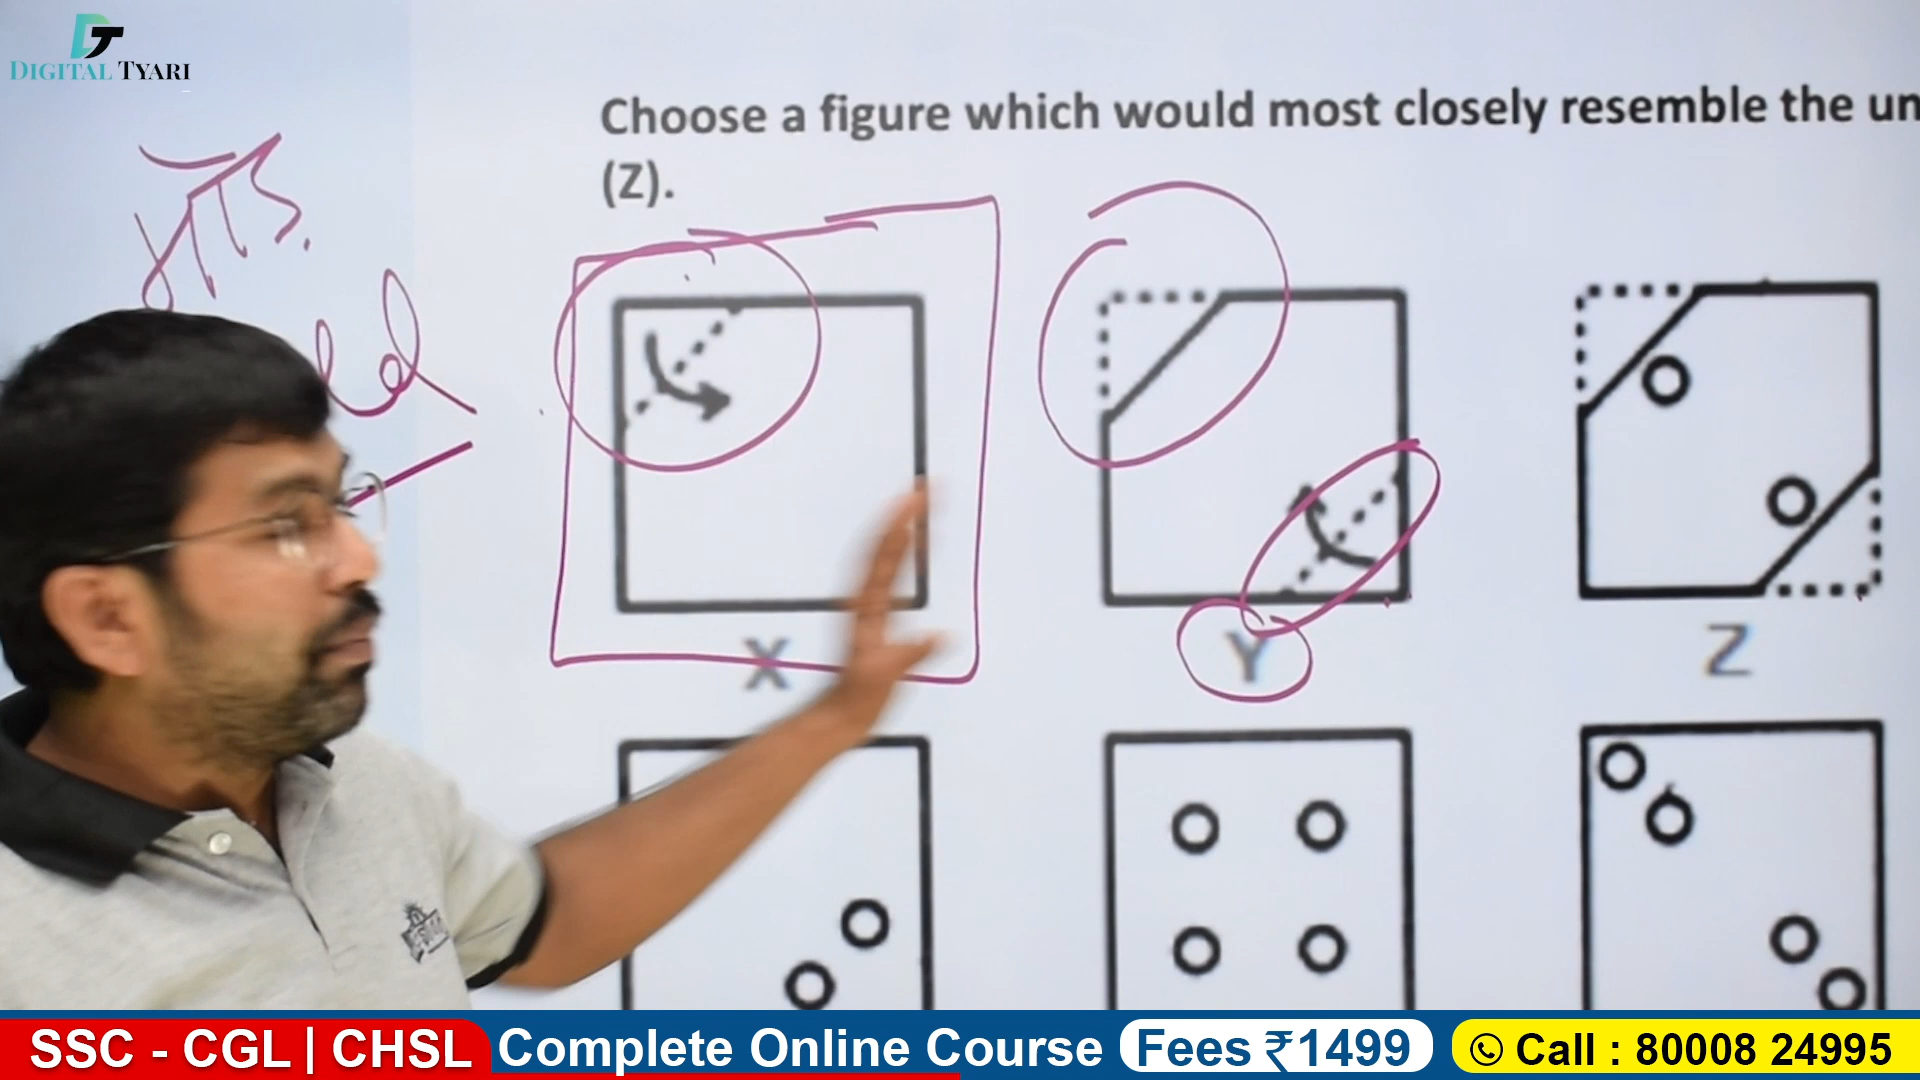 DT
DIGITAL TYARI
Choose a figure which would most closely resemble the un
(Z).
X
Y
Z
SSC - CGL | CHSL
Complete Online Course
Fees ₹1499
Call : 80008 24995